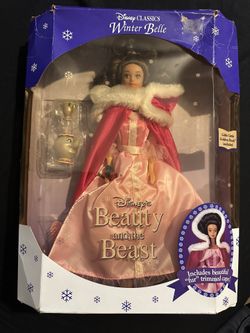 Disney CLASSICS
Winter Belle
Disney's
Beauty
and the
Beast
Includes beautiful
"fur" trimmed cape